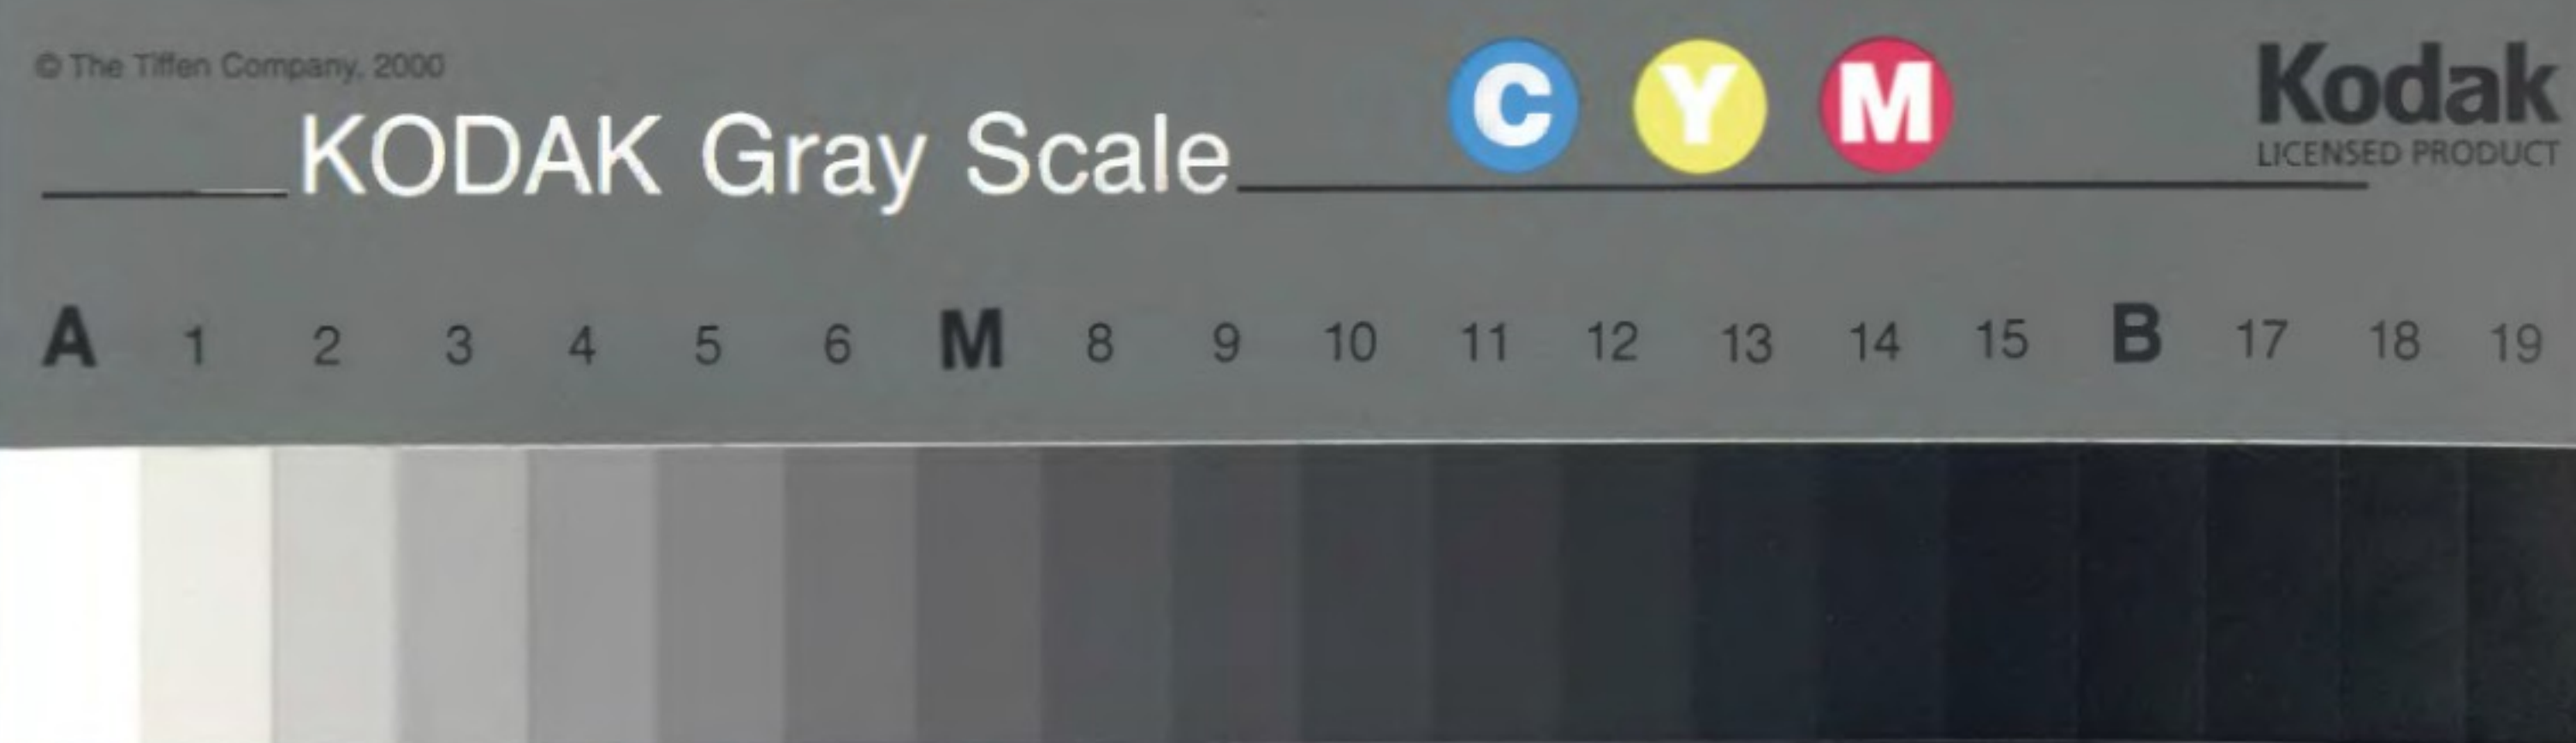 © The Tiffen Company, 2000
KODAK Gray Scale
C Y M
Kodak
LICENSED PRODUCT
A 1 2 3 4 5 6 M 8 9 10 11 12 13 14 15 B 17 18 19